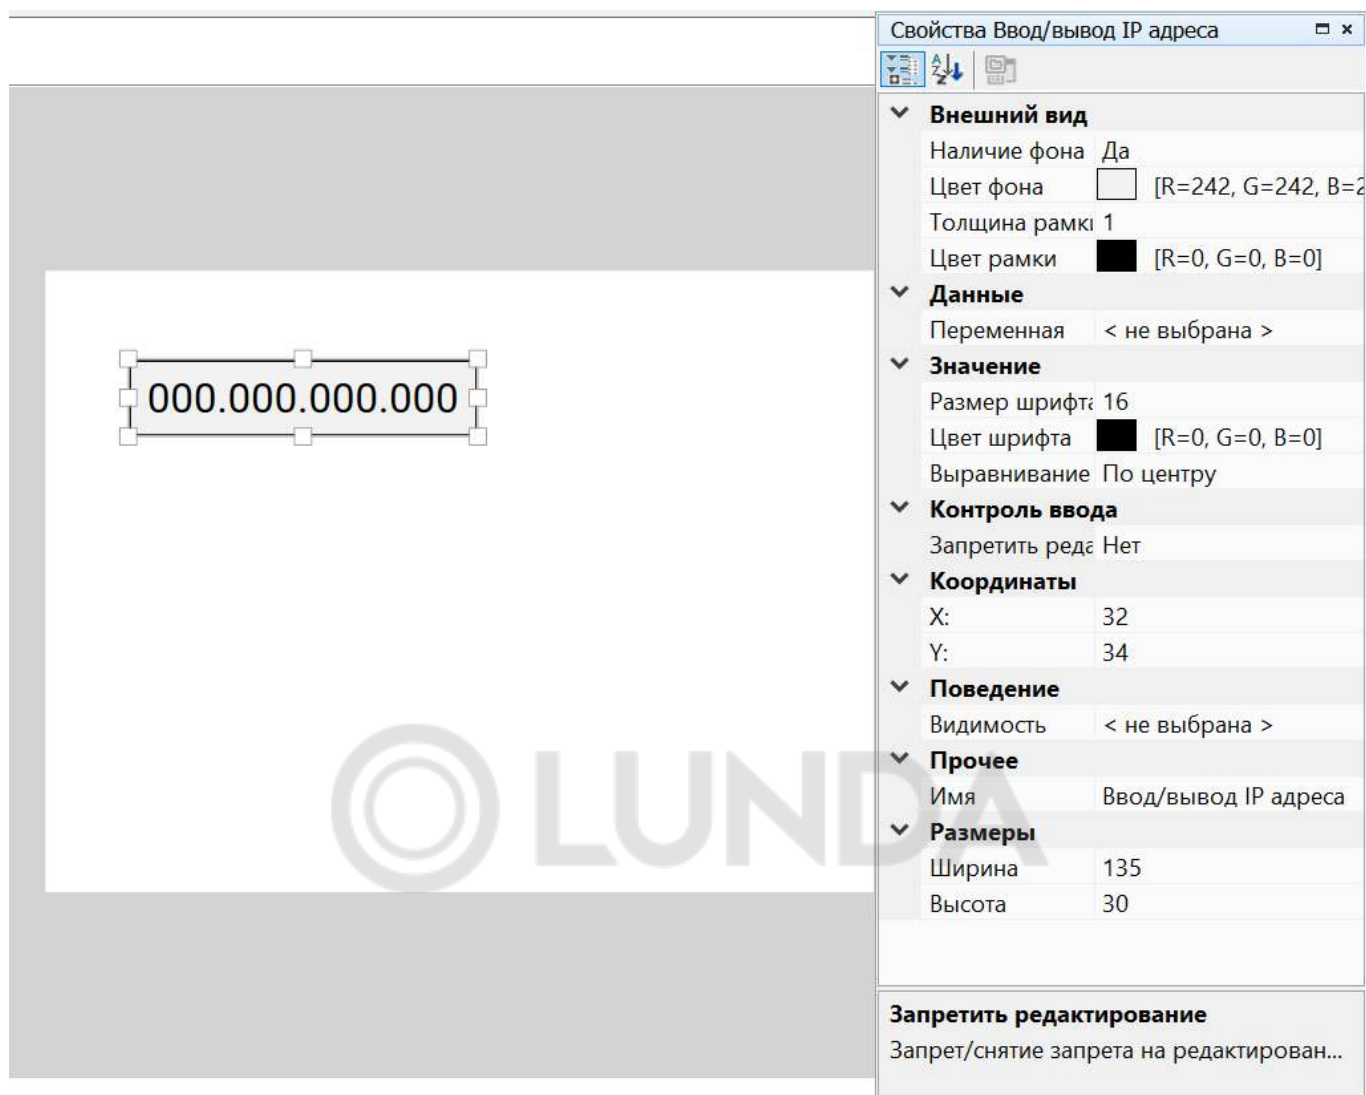 Свойства Ввод/вывод IP адреса
Внешний вид
Наличие фона Да
Цвет фона [R=242, G=242, B=2
Толщина рамк 1
Цвет рамки [R=0, G=0, B=0]
Данные
Переменная < не выбрана >
000.000.000.000
Значение
Размер шрифта 16
Цвет шрифта [R=0, G=0, B=0]
Выравнивание По центру
Контроль ввода
Запретить реда Нет
Координаты
X: 32
Y: 34
Поведение
Видимость < не выбрана >
Прочее
Имя Ввод/вывод IP адреса
LUNDA
Размеры
Ширина 135
Высота 30
Запретить редактирование
Запрет/снятие запрета на редактирован...